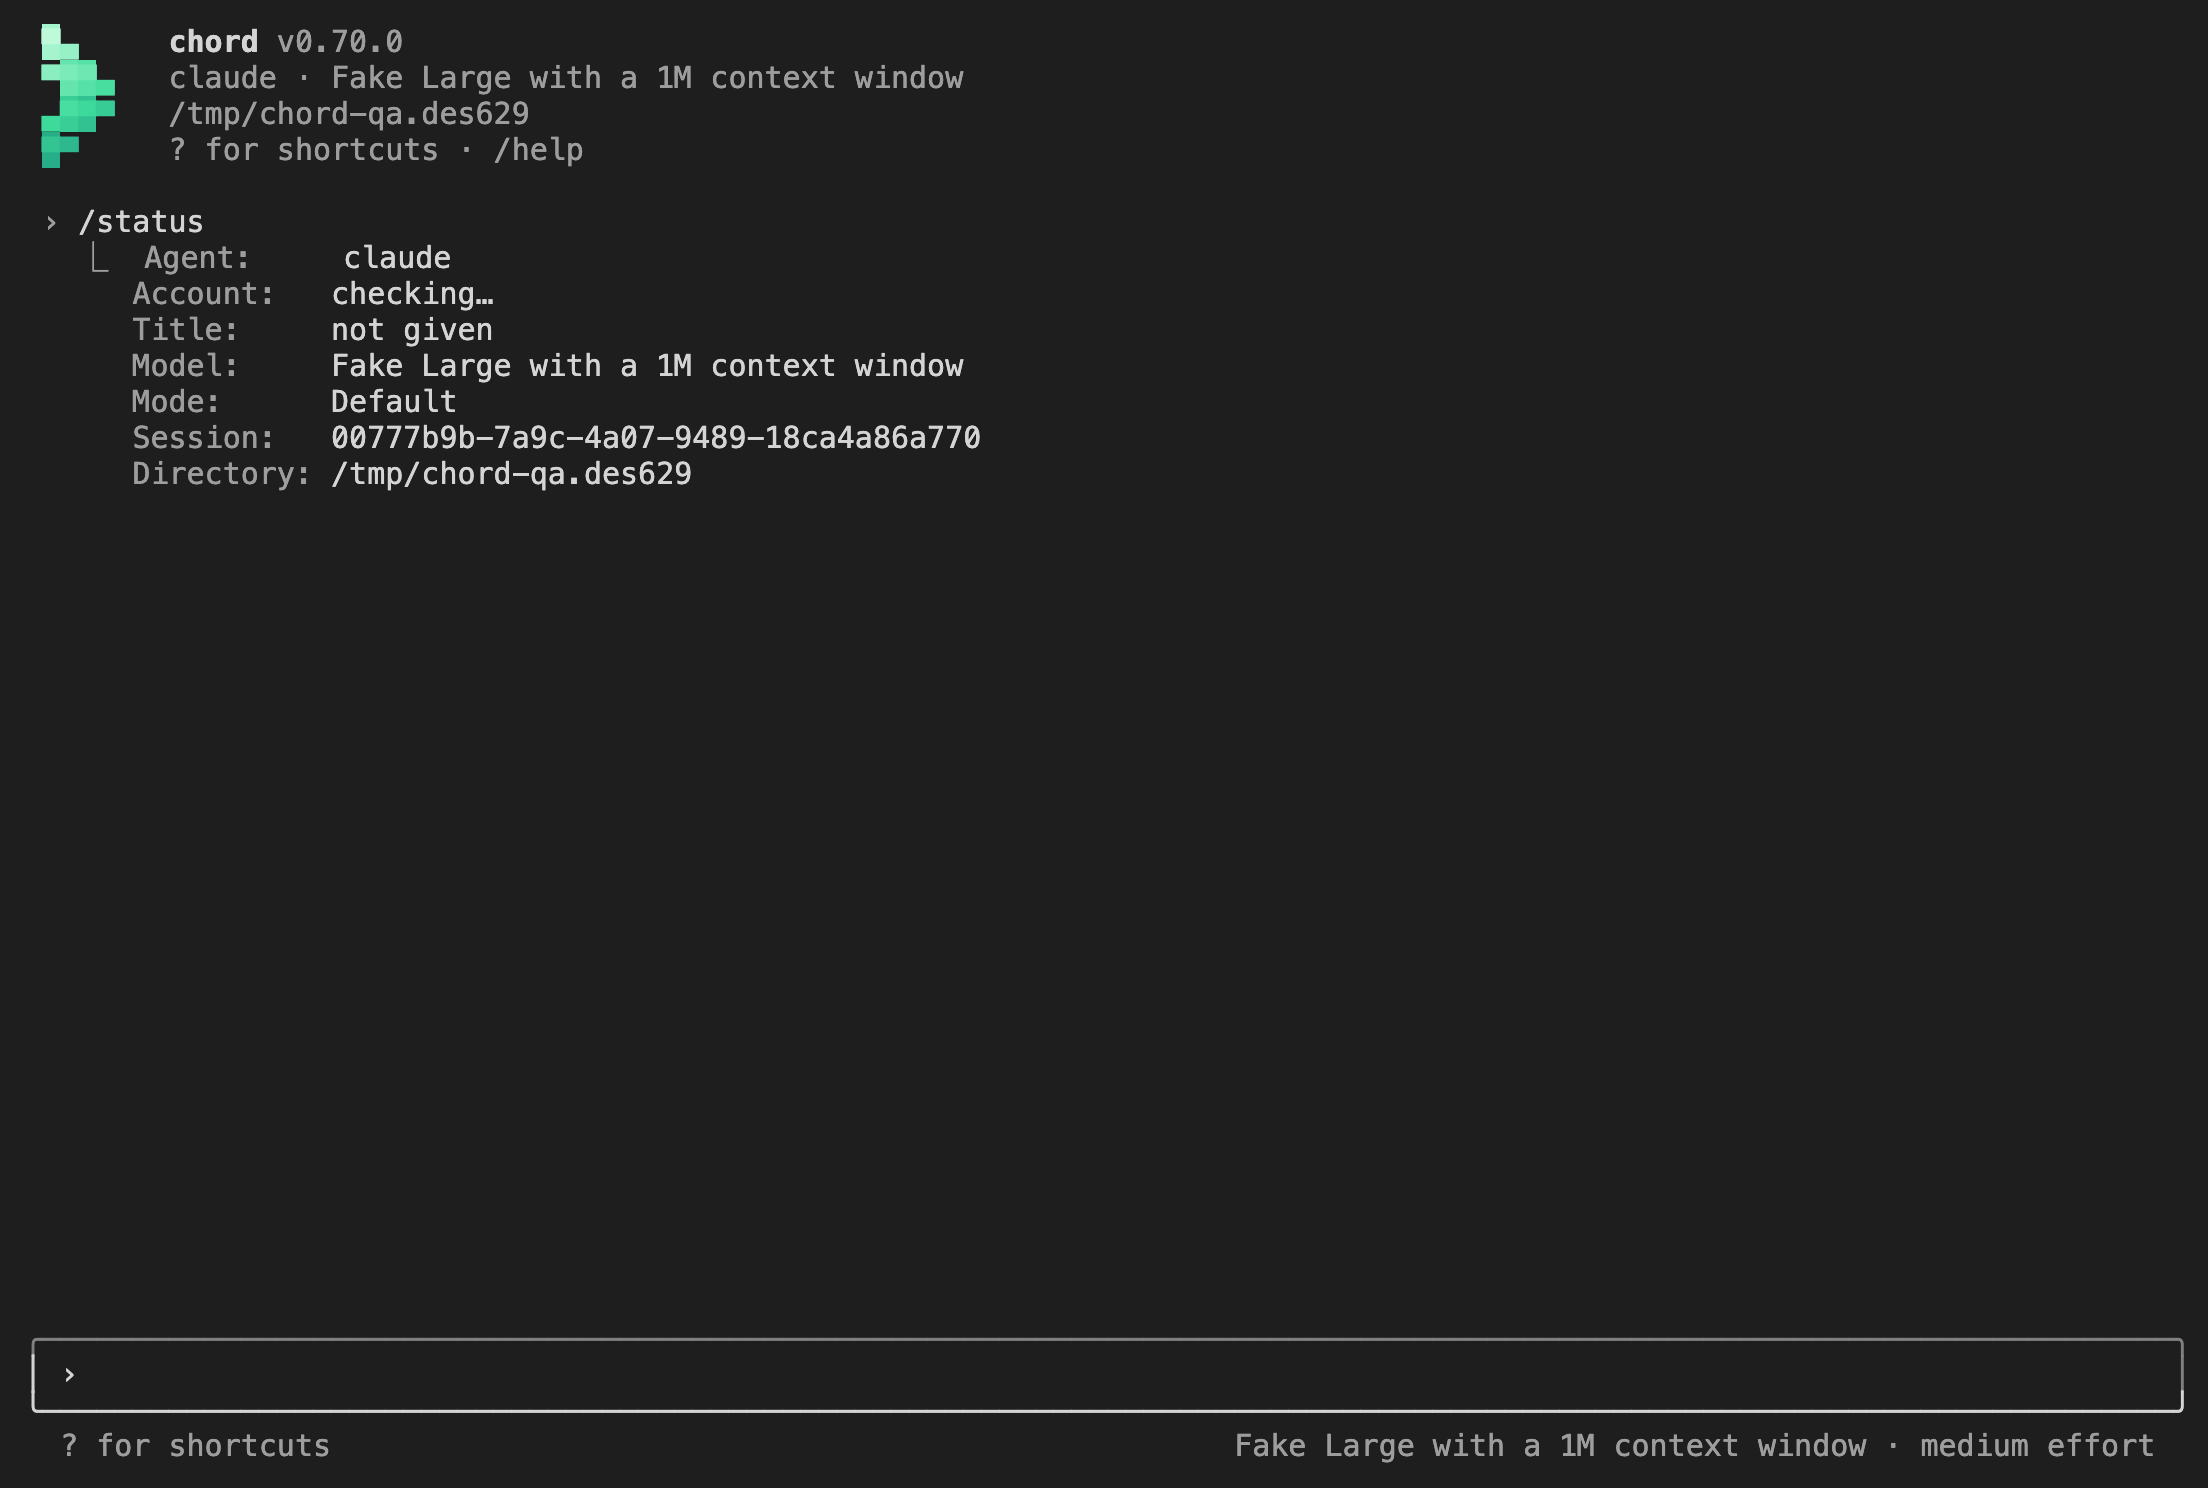 chord v0.70.0
claude · Fake Large with a 1M context window
/tmp/chord-qa.des629
? for shortcuts · /help
› /status
⎿ Agent: claude
Account: checking…
Title: not given
Model: Fake Large with a 1M context window
Mode: Default
Session: 00777b9b-7a9c-4a07-9489-18ca4a86a770
Directory: /tmp/chord-qa.des629
›
? for shortcuts Fake Large with a 1M context window · medium effort